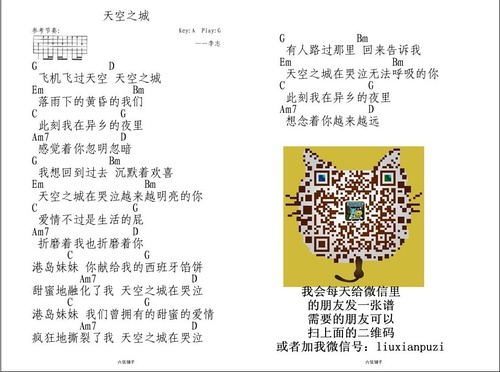 天空之城
参考节奏:
Key:A Play:G
——李志
G D
飞机飞过天空 天空之城
Em Bm
落雨下的黄昏的我们
C G
此刻我在异乡的夜里
Am7 D
感觉着你忽明忽暗
G Bm
我想回到过去 沉默着欢喜
Em Bm
天空之城在哭泣越来越明亮的你
C G
爱情不过是生活的屁
Am7 D
折磨着我也折磨着你
C G
港岛妹妹 你献给我的西班牙馅饼
Am7 D
甜蜜地融化了我 天空之城在哭泣
C G
港岛妹妹 我们曾拥有的甜蜜的爱情
Am7 D
疯狂地撕裂了我 天空之城在哭泣
六弦铺子
G Bm
有人路过那里 回来告诉我
Em Bm
天空之城在哭泣无法呼吸的你
C G
此刻我在异乡的夜里
Am7 D
想念着你越来越远
我会每天给微信里
的朋友发一张谱
需要的朋友可以
扫上面的二维码
或者加我微信号: liuxianpuzi
六弦铺子